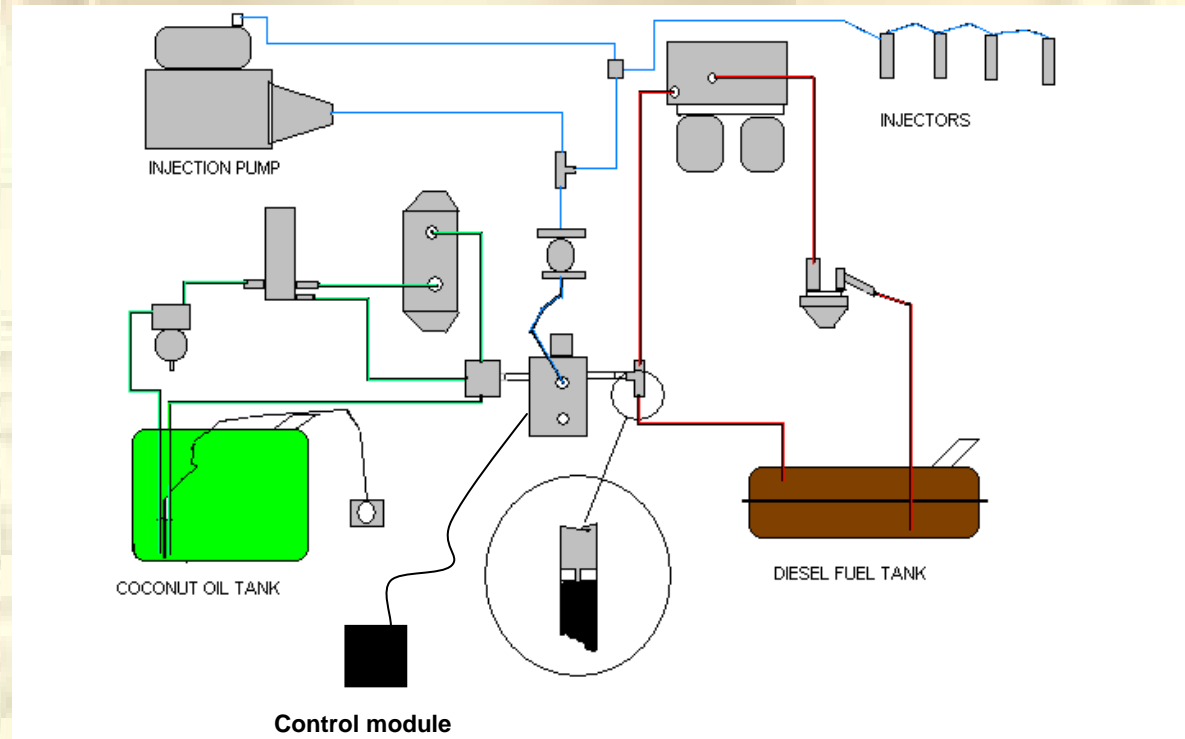 INJECTORS
INJECTION PUMP
COCONUT OIL TANK
DIESEL FUEL TANK
Control module